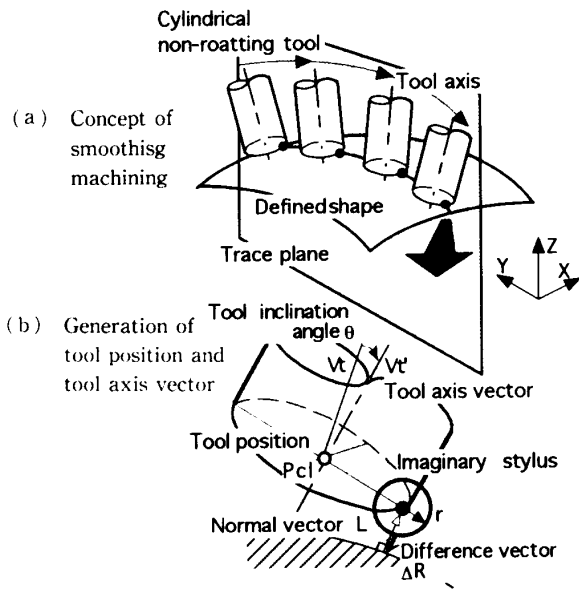 Cylindrical
non-roatting tool
Tool axis
(a) Concept of
smoothisg
machining
Defined shape
Trace plane
Z
Y
X
(b) Generation of
tool position and
tool axis vector
Tool inclination
angle θ
Vt
Vt'
Tool axis vector
Tool position
Pcl
Imaginary stylus
r
Normal vector L
Difference vector
ΔR